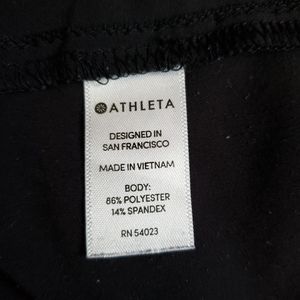 ATHLETA
DESIGNED IN
SAN FRANCISCO
MADE IN VIETNAM
BODY:
86% POLYESTER
14% SPANDEX
RN 54023